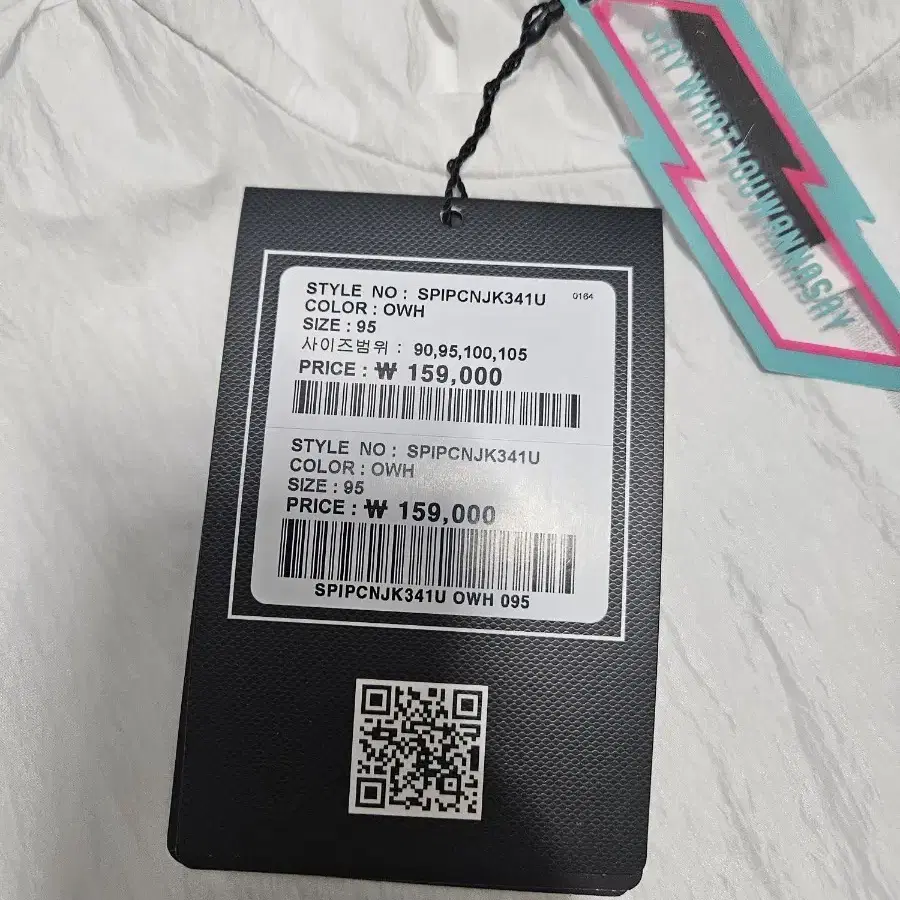 SAY WHAT YOU WANNA SAY
STYLE NO : SPIPCNJK341U 0164
COLOR : OWH
SIZE : 95
사이즈범위 : 90,95,100,105
PRICE : ₩ 159,000
STYLE NO : SPIPCNJK341U
COLOR : OWH
SIZE : 95
PRICE : ₩ 159,000
SPIPCNJK341U OWH 095